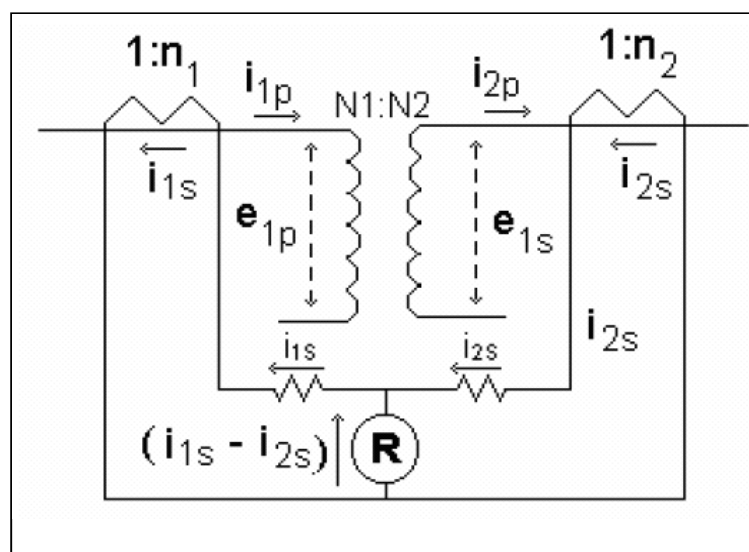 1:n1
1:n2
i1p
N1:N2
i2p
i1s
i2s
e1p
e1s
i2s
i1s
i2s
(i1s - i2s)
R